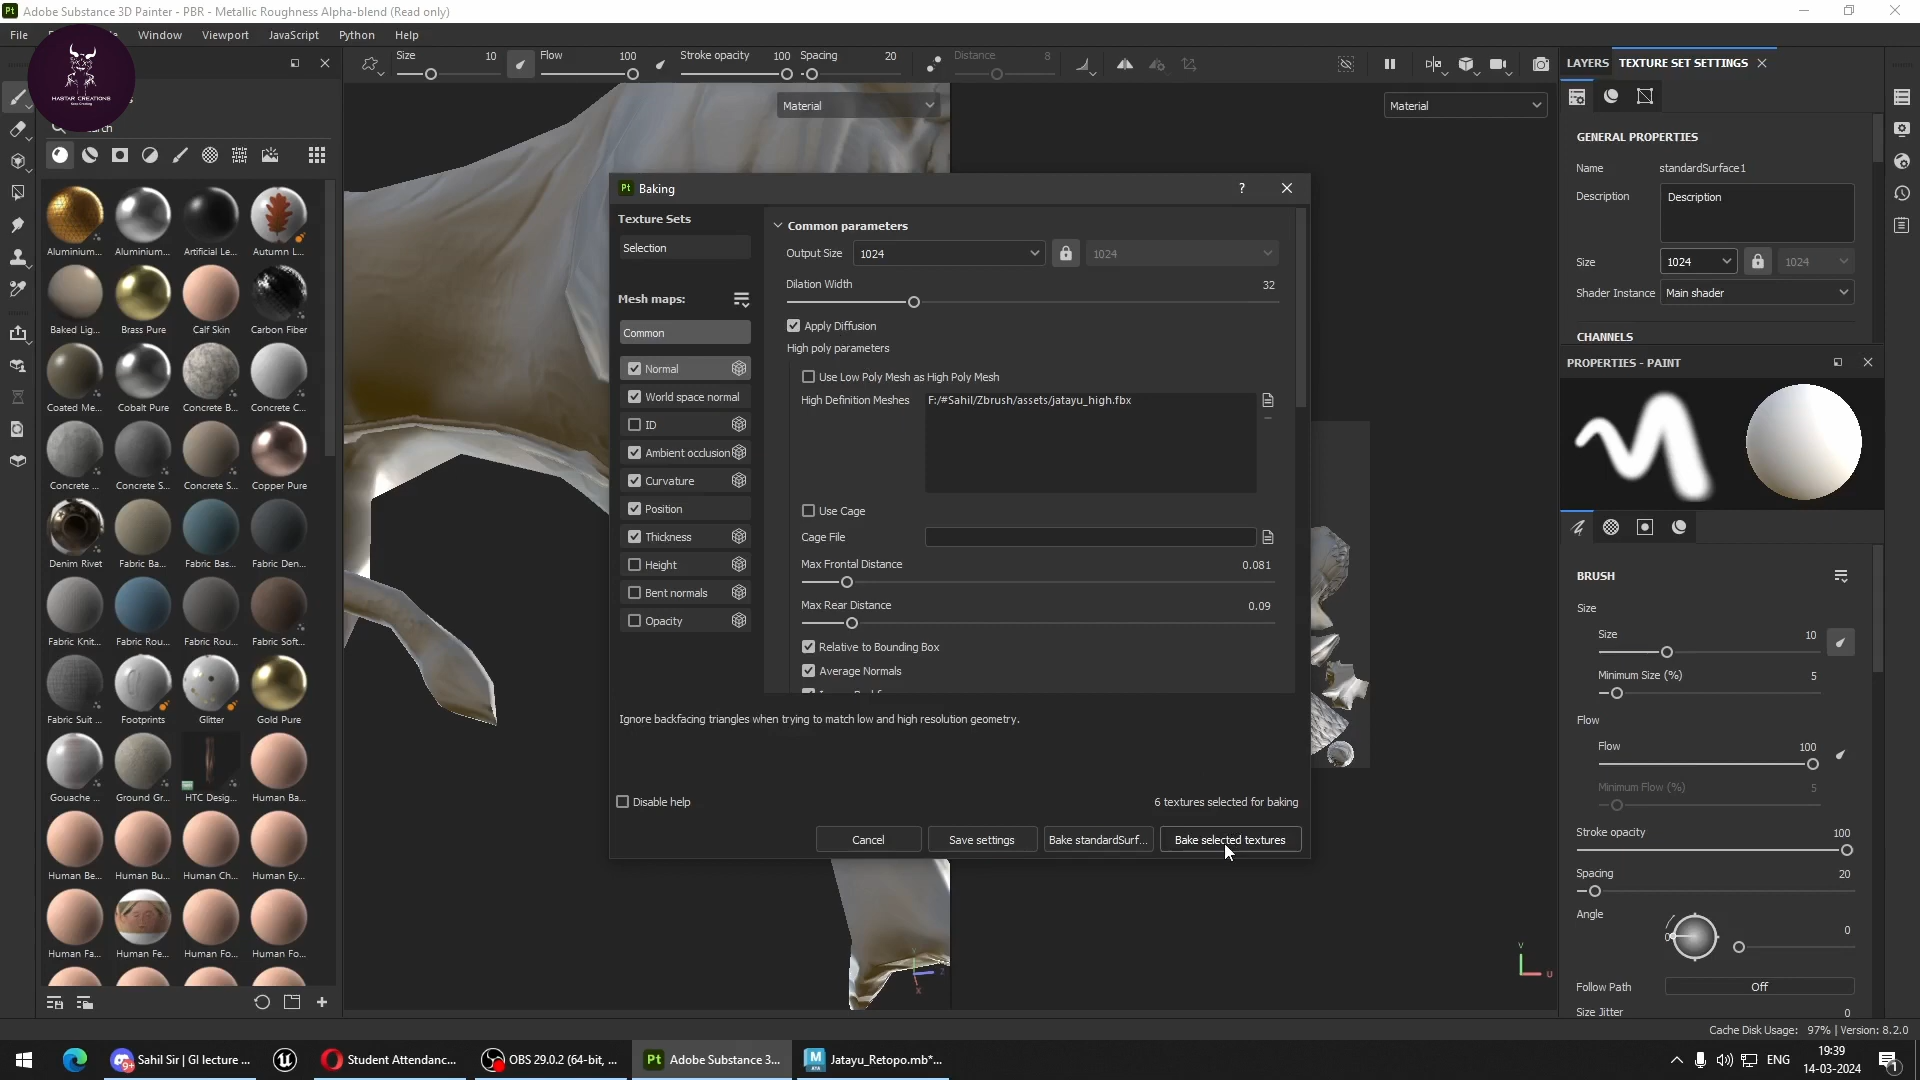 Adobe Substance 3D Painter - PBR - Metallic Roughness Alpha-blend (Read only)
File
Window
Viewport
JavaScript
Python
Help
HASTAR CREATIONS
Size 10
Flow 100
Stroke opacity 100
Spacing 20
Distance 8
Material
Material
LAYERS
TEXTURE SET SETTINGS
Aluminium...
Aluminium...
Artificial Le...
Autumn L...
Baked Lig...
Brass Pure
Calf Skin
Carbon Fiber
Coated Me...
Cobalt Pure
Concrete B...
Concrete C...
Concrete ...
Concrete S...
Concrete S...
Copper Pure
Denim Rivet
Fabric Ba...
Fabric Bas...
Fabric Den...
Fabric Knit...
Fabric Rou...
Fabric Rou...
Fabric Soft...
Fabric Suit ...
Footprints
Glitter
Gold Pure
Gouache ...
Ground Gr...
HTC Desig...
Human Ba...
Human Be...
Human Bu...
Human Ch...
Human Ey...
Human Fa...
Human Fe...
Human Fo...
Human Fo...
Pt Baking
Texture Sets
Selection
Mesh maps:
Common
Normal
World space normal
ID
Ambient occlusion
Curvature
Position
Thickness
Height
Bent normals
Opacity
Common parameters
Output Size 1024 1024
Dilation Width 32
Apply Diffusion
High poly parameters
Use Low Poly Mesh as High Poly Mesh
High Definition Meshes F:/#Sahil/Zbrush/assets/jatayu_high.fbx
Use Cage
Cage File
Max Frontal Distance 0.081
Max Rear Distance 0.09
Relative to Bounding Box
Average Normals
Ignore backfacing triangles when trying to match low and high resolution geometry.
Disable help
6 textures selected for baking
Cancel
Save settings
Bake standardSurf...
Bake selected textures
GENERAL PROPERTIES
Name standardSurface1
Description Description
Size 1024 1024
Shader Instance Main shader
CHANNELS
PROPERTIES - PAINT
BRUSH
Size
Size 10
Minimum Size (%) 5
Flow
Flow 100
Minimum Flow (%) 5
Stroke opacity 100
Spacing 20
Angle
0 0
Follow Path Off
Size Jitter 0
V
U
Z
X
Cache Disk Usage: 97% | Version: 8.2.0
Sahil Sir | GI lecture ...
Student Attendanc...
OBS 29.0.2 (64-bit, ...
Adobe Substance 3...
Jatayu_Retopo.mb*...
ENG
19:39
14-03-2024